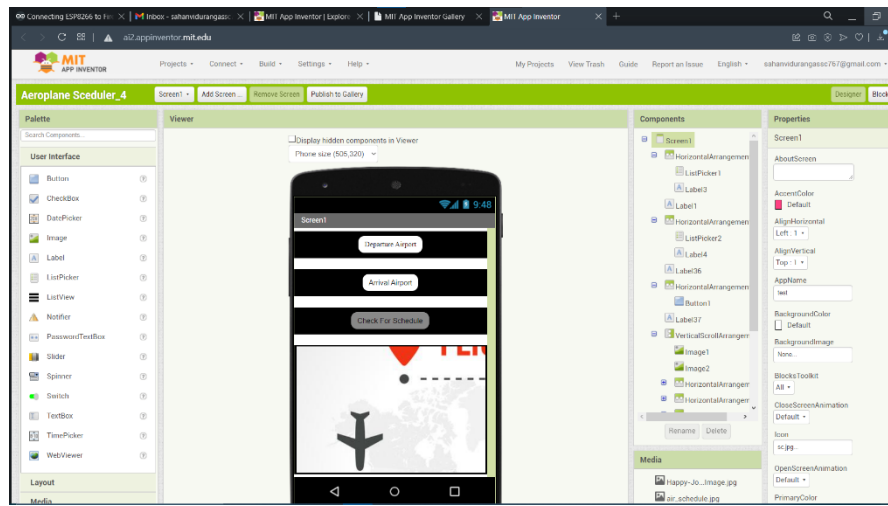 Connecting ESP8266 to Fire
Inbox - sahanvidurangassc
MIT App Inventor | Explore
MIT App Inventor Gallery
MIT App Inventor
ai2.appinventor.mit.edu
MIT
APP INVENTOR
Projects
Connect
Build
Settings
Help
My Projects
View Trash
Guide
Report an Issue
English
sahanvidurangassc767@gmail.com
Aeroplane Sceduler_4
Screen1
Add Screen ...
Remove Screen
Publish to Gallery
Designer
Block
Palette
Search Components...
User Interface
Button
CheckBox
DatePicker
Image
Label
ListPicker
ListView
Notifier
PasswordTextBox
Slider
Spinner
Switch
TextBox
TimePicker
WebViewer
Layout
Media
Viewer
Display hidden components in Viewer
Phone size (505,320)
9:48
Screen1
Departure Airport
Arrival Airport
Check For Schedule
Components
Screen1
HorizontalArrangemen
ListPicker1
Label3
Label1
HorizontalArrangemen
ListPicker2
Label4
Label36
HorizontalArrangemen
Button1
Label37
VerticalScrollArrangem
Image1
Image2
HorizontalArrangem
HorizontalArrangem
Rename
Delete
Media
Happy-Jo...Image.jpg
air_schedule.jpg
Properties
Screen1
AboutScreen
AccentColor
Default
AlignHorizontal
Left : 1
AlignVertical
Top : 1
AppName
test
BackgroundColor
Default
BackgroundImage
None...
BlocksToolkit
All
CloseScreenAnimation
Default
Icon
sc.jpg...
OpenScreenAnimation
Default
PrimaryColor